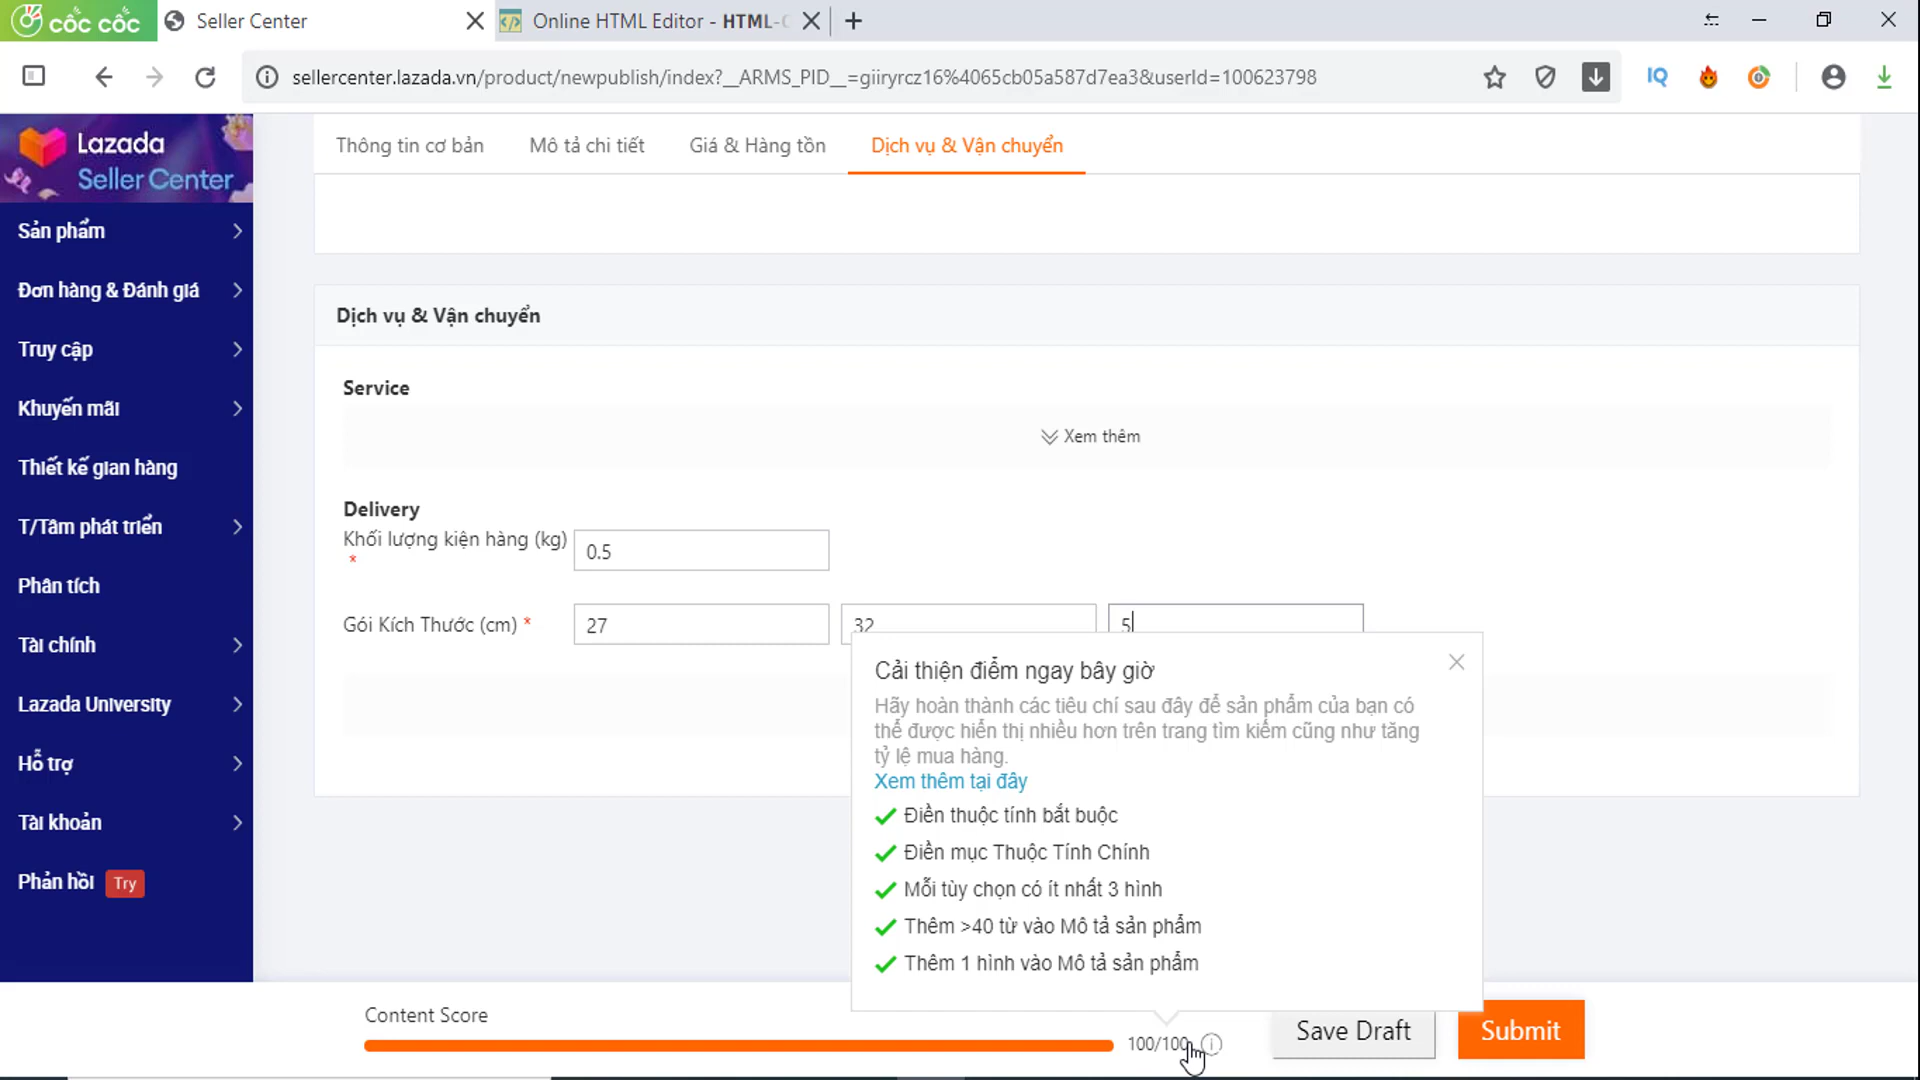 cốc cốc
Seller Center
Online HTML Editor - HTML-C
sellercenter.lazada.vn/product/newpublish/index?__ARMS_PID__=giiryrcz16%4065cb05a587d7ea3&userId=100623798
IQ
Lazada
Seller Center
Sản phẩm
Đơn hàng & Đánh giá
Truy cập
Khuyến mãi
Thiết kế gian hàng
T/Tâm phát triển
Phân tích
Tài chính
Lazada University
Hỗ trợ
Tài khoản
Phản hồi Try
Thông tin cơ bản
Mô tả chi tiết
Giá & Hàng tồn
Dịch vụ & Vận chuyển
Dịch vụ & Vận chuyển
Service
Xem thêm
Delivery
Khối lượng kiện hàng (kg)
*
0.5
Gói Kích Thước (cm) *
27
32
5
Cải thiện điểm ngay bây giờ
Hãy hoàn thành các tiêu chí sau đây để sản phẩm của bạn có
thể được hiển thị nhiều hơn trên trang tìm kiếm cũng như tăng
tỷ lệ mua hàng.
Xem thêm tại đây
Điền thuộc tính bắt buộc
Điền mục Thuộc Tính Chính
Mỗi tùy chọn có ít nhất 3 hình
Thêm >40 từ vào Mô tả sản phẩm
Thêm 1 hình vào Mô tả sản phẩm
Content Score
100/100
Save Draft
Submit